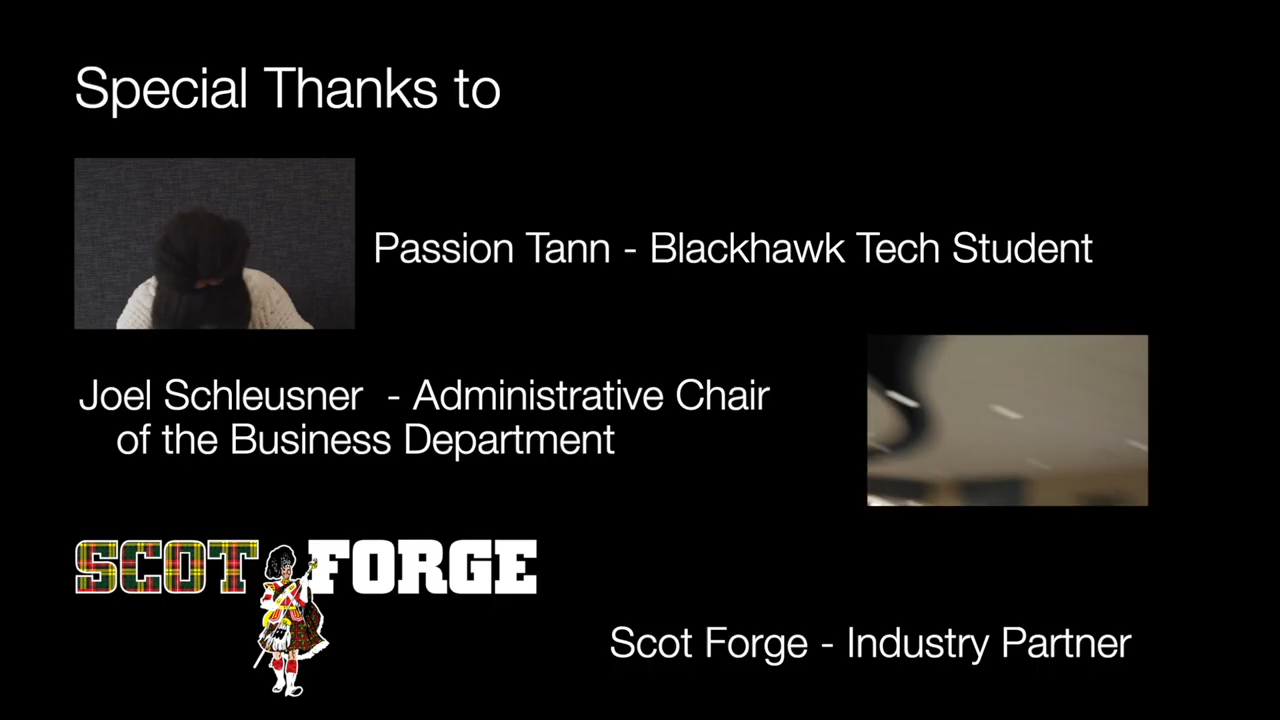 Special Thanks to
Passion Tann - Blackhawk Tech Student
Joel Schleusner - Administrative Chair
of the Business Department
SCOT FORGE
Scot Forge - Industry Partner